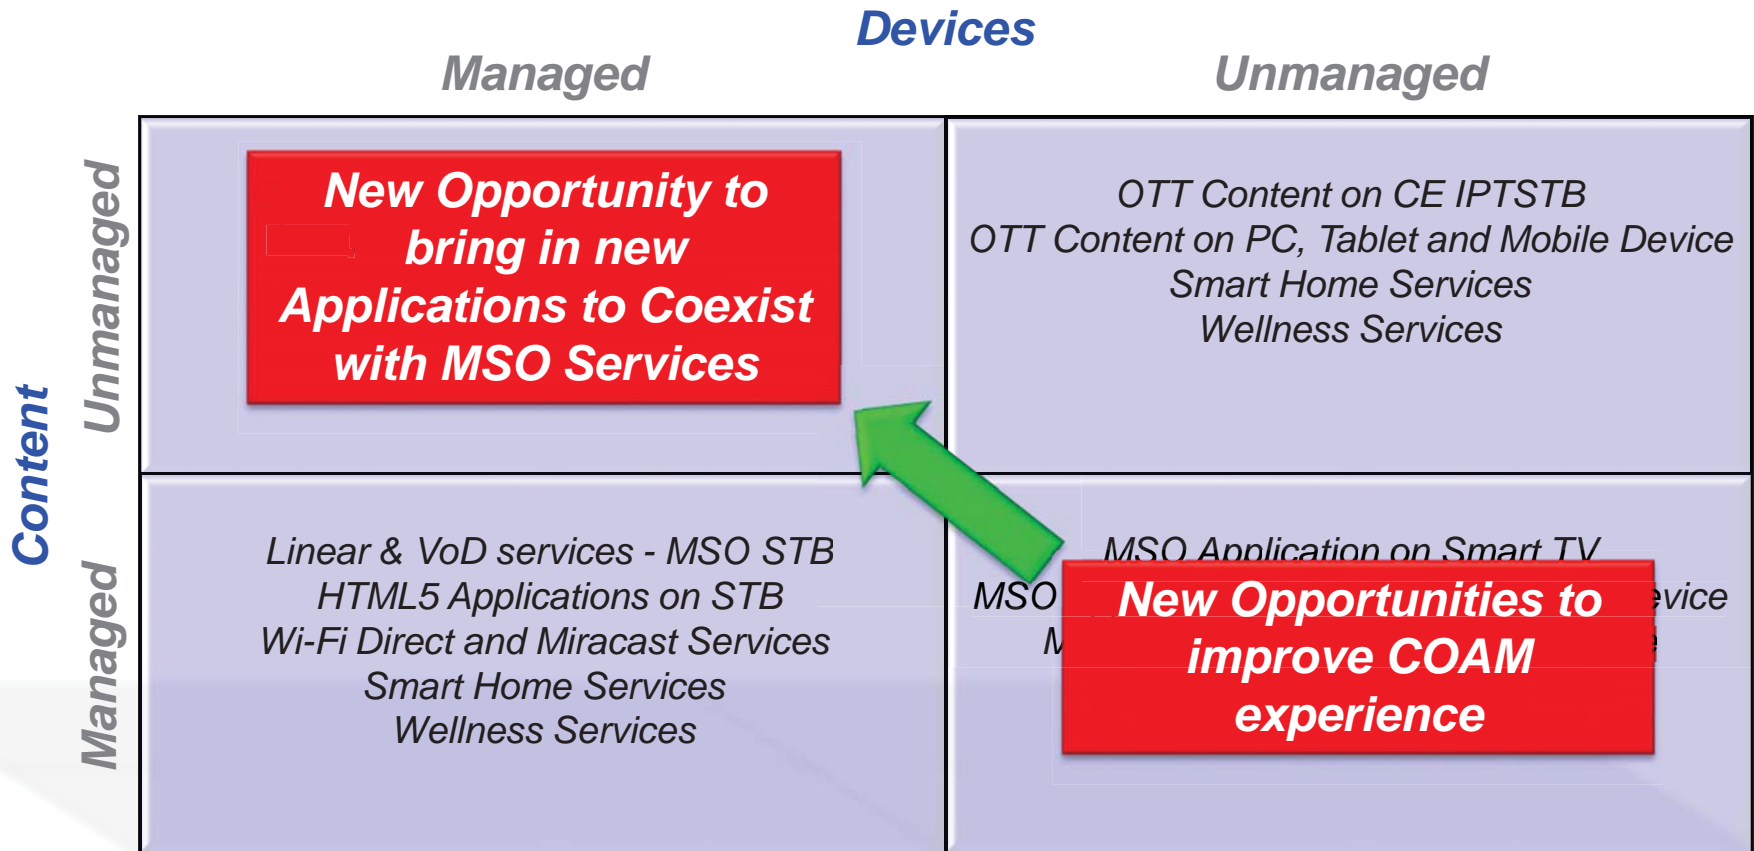 Devices
Managed
Unmanaged
Content
Unmanaged
New Opportunity to
bring in new
Applications to Coexist
with MSO Services
OTT Content on CE IPTSTB
OTT Content on PC, Tablet and Mobile Device
Smart Home Services
Wellness Services
Managed
Linear & VoD services - MSO STB
HTML5 Applications on STB
Wi-Fi Direct and Miracast Services
Smart Home Services
Wellness Services
MSO Application on Smart TV
MSO
New Opportunities to
improve COAM
experience